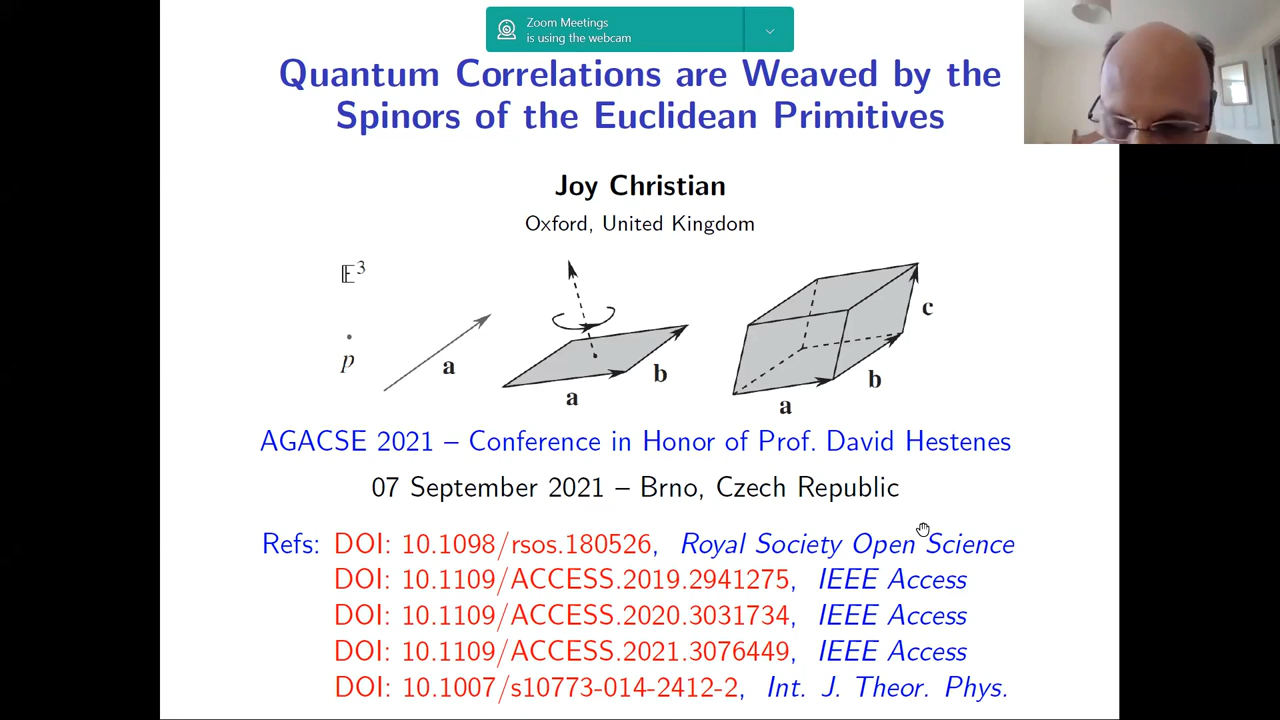 Zoom Meetings
is using the webcam
Quantum Correlations are Weaved by the
Spinors of the Euclidean Primitives
Joy Christian
Oxford, United Kingdom
𝔼³
p
a
a
b
a
b
c
AGACSE 2021 – Conference in Honor of Prof. David Hestenes
07 September 2021 – Brno, Czech Republic
Refs: DOI: 10.1098/rsos.180526, Royal Society Open Science
DOI: 10.1109/ACCESS.2019.2941275, IEEE Access
DOI: 10.1109/ACCESS.2020.3031734, IEEE Access
DOI: 10.1109/ACCESS.2021.3076449, IEEE Access
DOI: 10.1007/s10773-014-2412-2, Int. J. Theor. Phys.